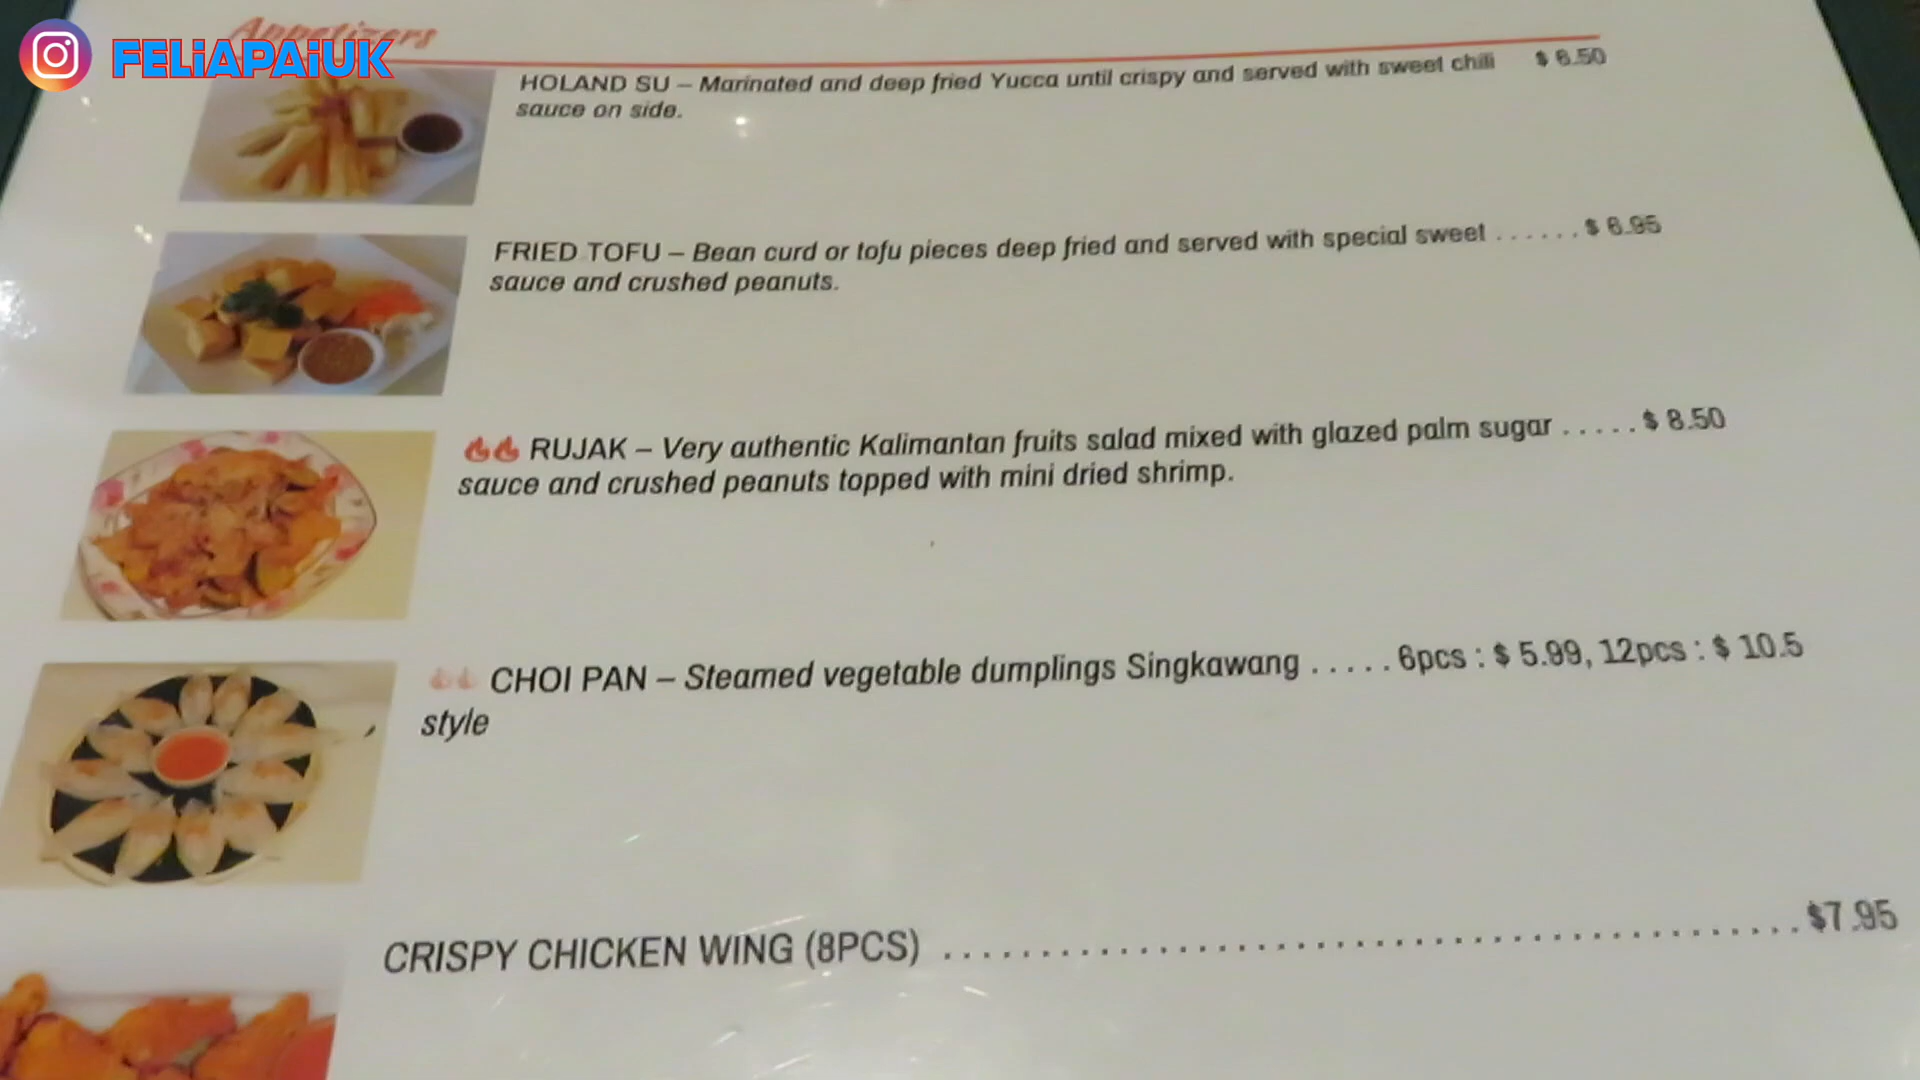 Appetizers
FELiAPAiUK
HOLAND SU – Marinated and deep fried Yucca until crispy and served with sweet chili $ 6.50
sauce on side.
FRIED TOFU – Bean curd or tofu pieces deep fried and served with special sweet ...... $ 6.95
sauce and crushed peanuts.
RUJAK – Very authentic Kalimantan fruits salad mixed with glazed palm sugar ..... $ 8.50
sauce and crushed peanuts topped with mini dried shrimp.
CHOI PAN – Steamed vegetable dumplings Singkawang ..... 6pcs : $ 5.99, 12pcs : $ 10.5
style
CRISPY CHICKEN WING (8PCS) .................................................. $7.95